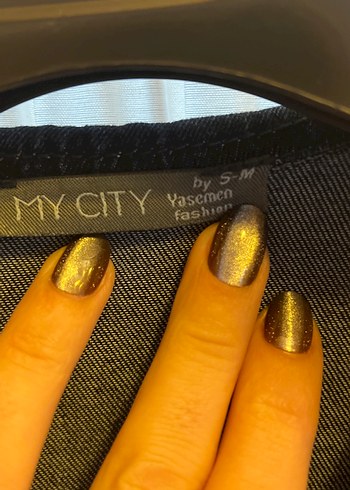 MY CITY
by S-M
Yasemen
fashion